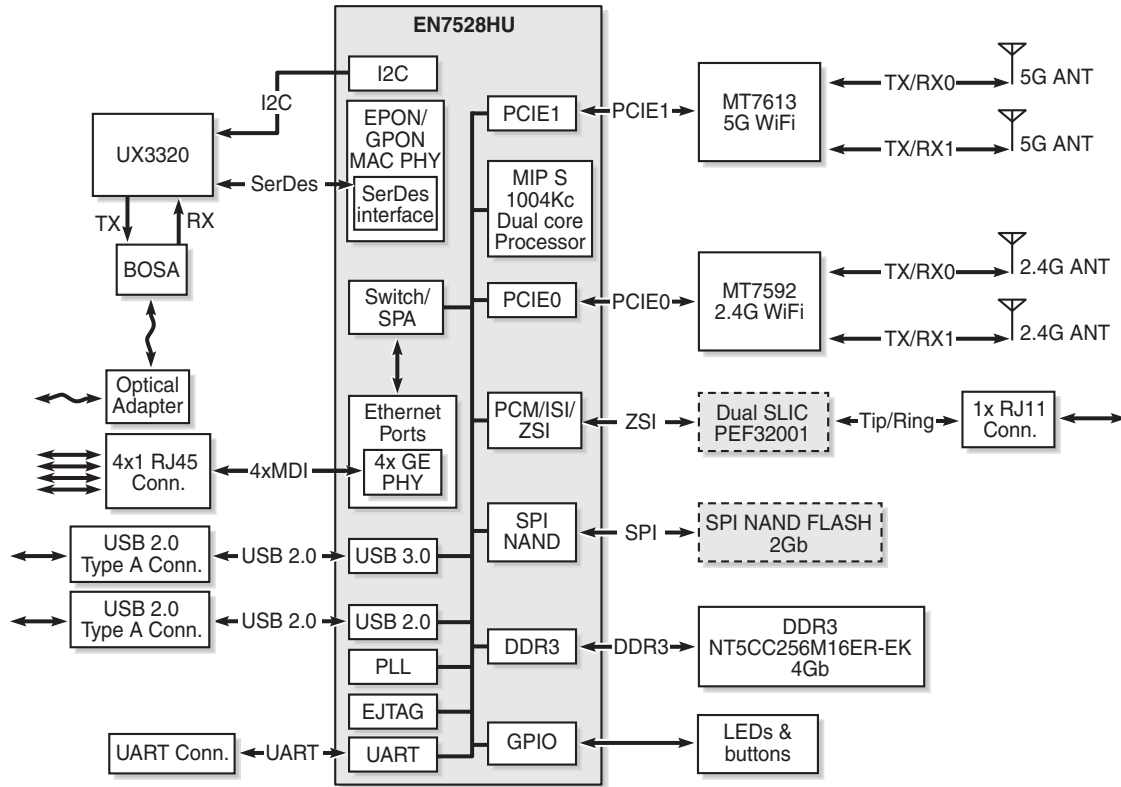 EN7528HU
I2C
I2C
UX3320
EPON/
GPON
MAC PHY
SerDes
interface
SerDes
TX
RX
BOSA
Optical
Adapter
Switch/
SPA
Ethernet
Ports
4x GE
PHY
4x1 RJ45
Conn.
4xMDI
USB 2.0
Type A Conn.
USB 2.0
USB 3.0
USB 2.0
Type A Conn.
USB 2.0
USB 2.0
PLL
EJTAG
UART Conn.
UART
UART
PCIE1
PCIE1
MT7613
5G WiFi
TX/RX0
5G ANT
TX/RX1
5G ANT
MIP S
1004Kc
Dual core
Processor
PCIE0
PCIE0
MT7592
2.4G WiFi
TX/RX0
2.4G ANT
TX/RX1
2.4G ANT
PCM/ISI/
ZSI
ZSI
Dual SLIC
PEF32001
Tip/Ring
1x RJ11
Conn.
SPI
NAND
SPI
SPI NAND FLASH
2Gb
DDR3
DDR3
DDR3
NT5CC256M16ER-EK
4Gb
GPIO
LEDs &
buttons